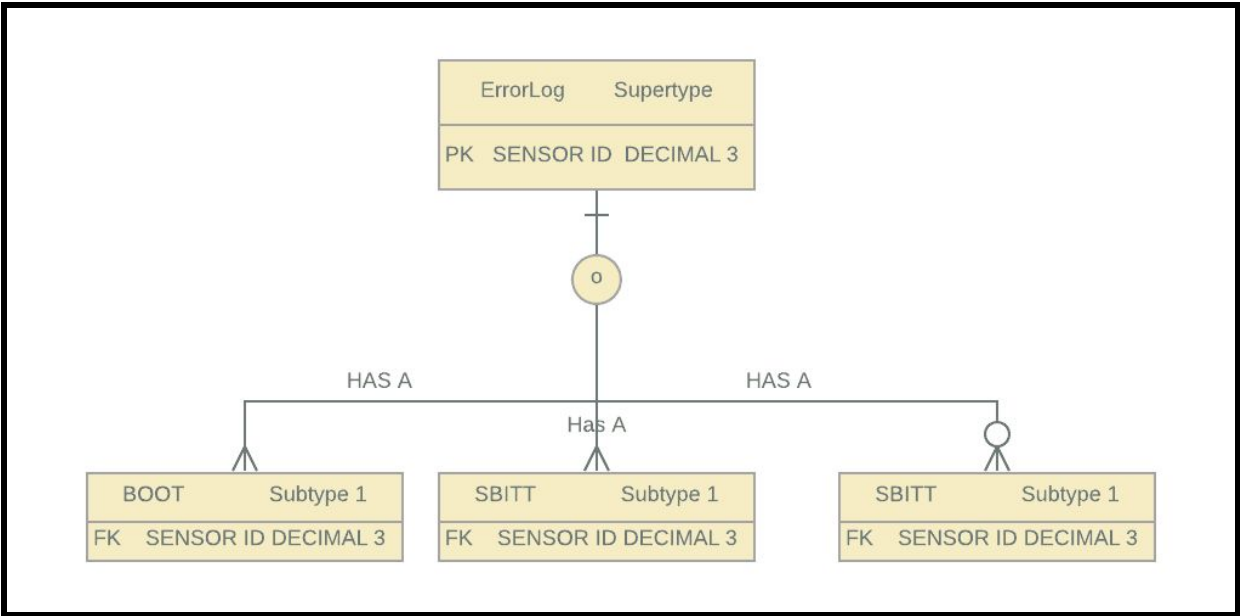 ErrorLog Supertype
PK SENSOR ID DECIMAL 3
o
HAS A HAS A
Has A
BOOT Subtype 1
FK SENSOR ID DECIMAL 3
SBITT Subtype 1
FK SENSOR ID DECIMAL 3
SBITT Subtype 1
FK SENSOR ID DECIMAL 3